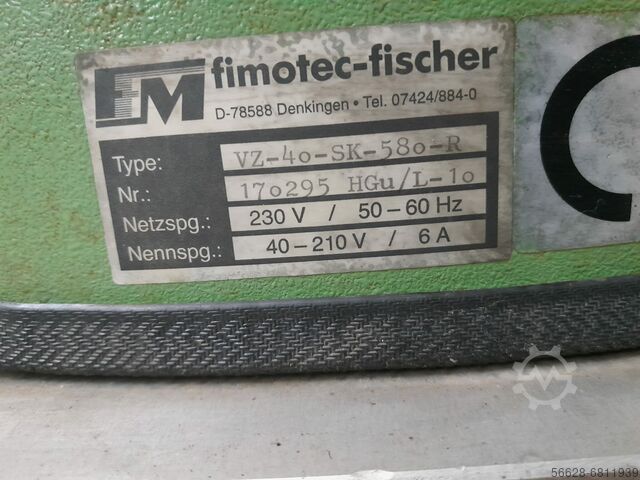 FM fimotec-fischer
D-78588 Denkingen • Tel. 07424/884-0
Type: VZ-4o-SK-58o-R
Nr.: 17o295 HGu/L-1o
Netzspg.: 230 V / 50 – 60 Hz
Nennspg.: 40 – 210 V / 6 A
56628-6811939